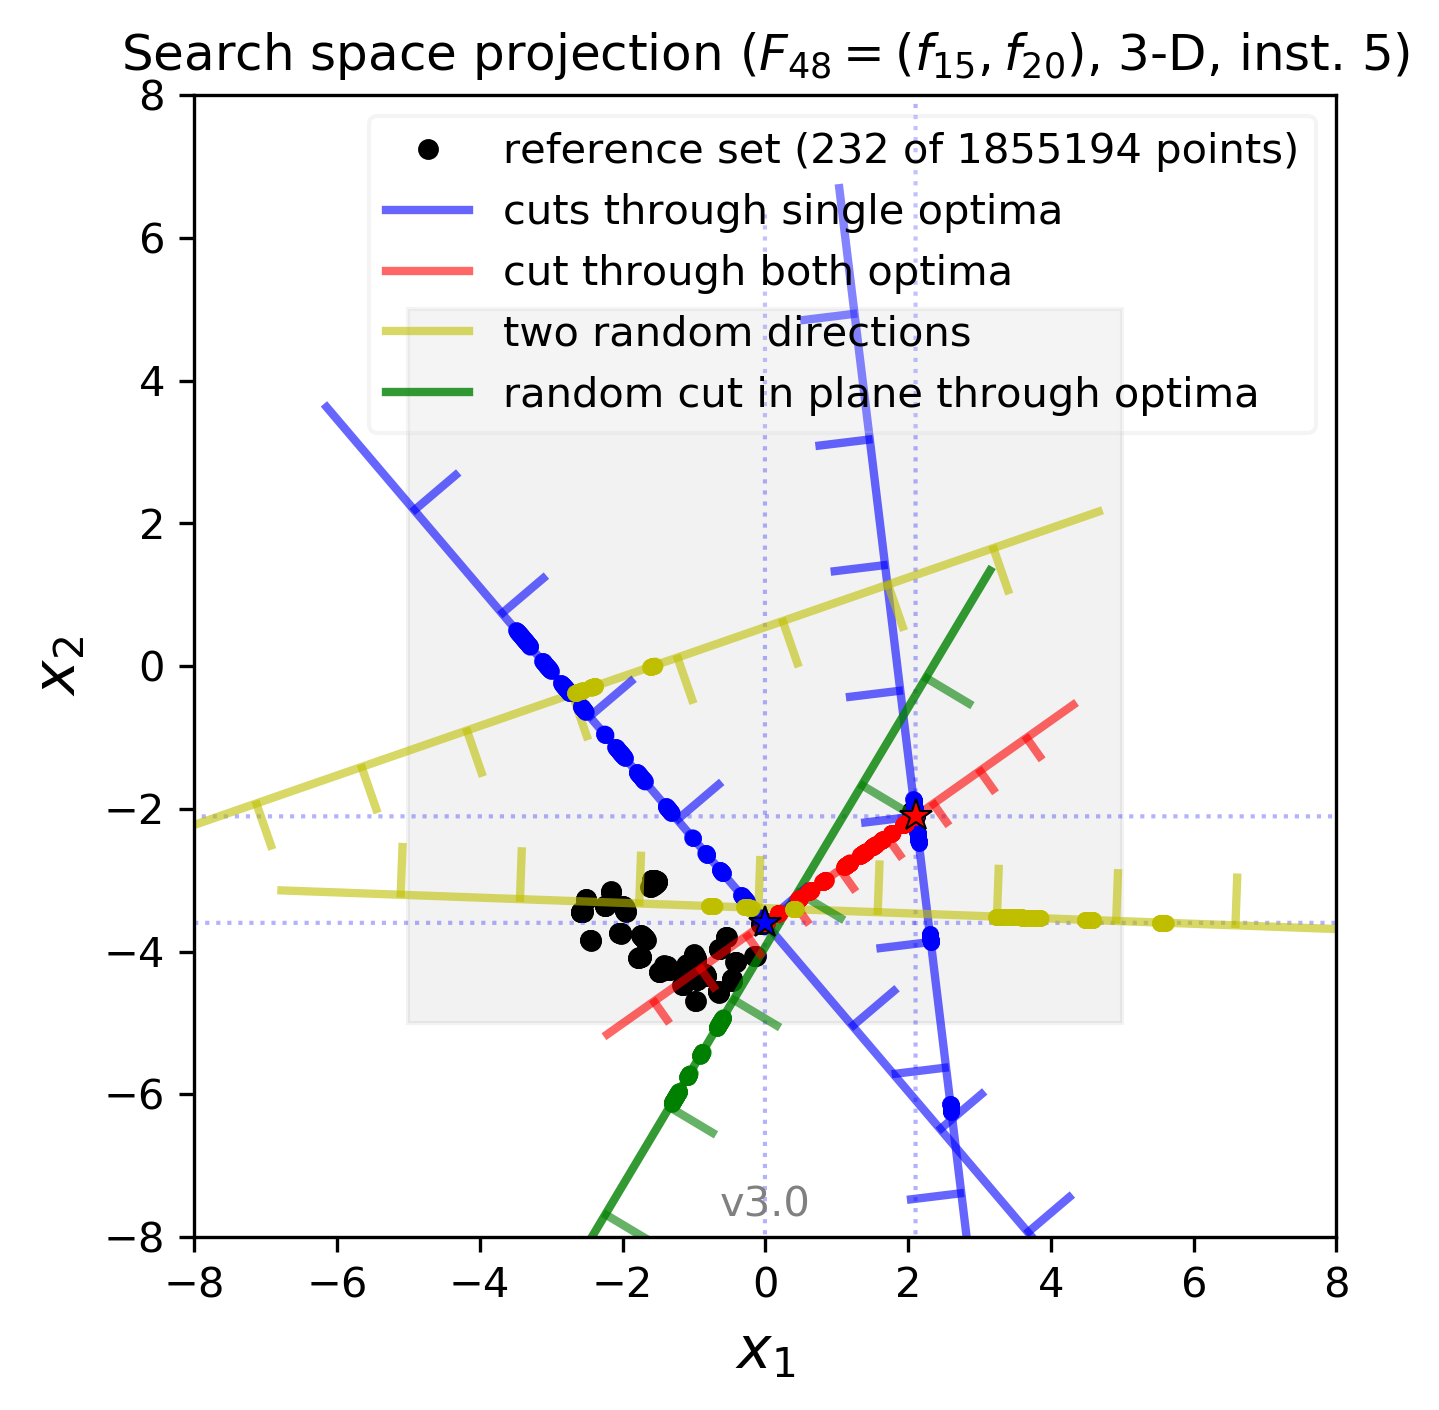 Search space projection (F₄₈ = (f₁₅, f₂₀), 3-D, inst. 5)
reference set (232 of 1855194 points)
cuts through single optima
cut through both optima
two random directions
random cut in plane through optima
8
6
4
2
0
−2
−4
−6
−8
x₂
v3.0
−8 −6 −4 −2 0 2 4 6 8
x₁